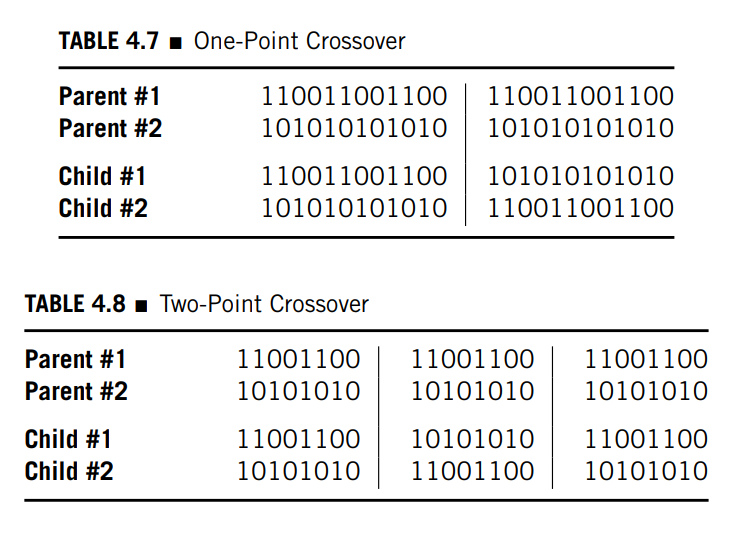 TABLE 4.7 ■ One-Point Crossover
Parent #1 110011001100 110011001100
Parent #2 101010101010 101010101010
Child #1 110011001100 101010101010
Child #2 101010101010 110011001100
TABLE 4.8 ■ Two-Point Crossover
Parent #1 11001100 11001100 11001100
Parent #2 10101010 10101010 10101010
Child #1 11001100 10101010 11001100
Child #2 10101010 11001100 10101010